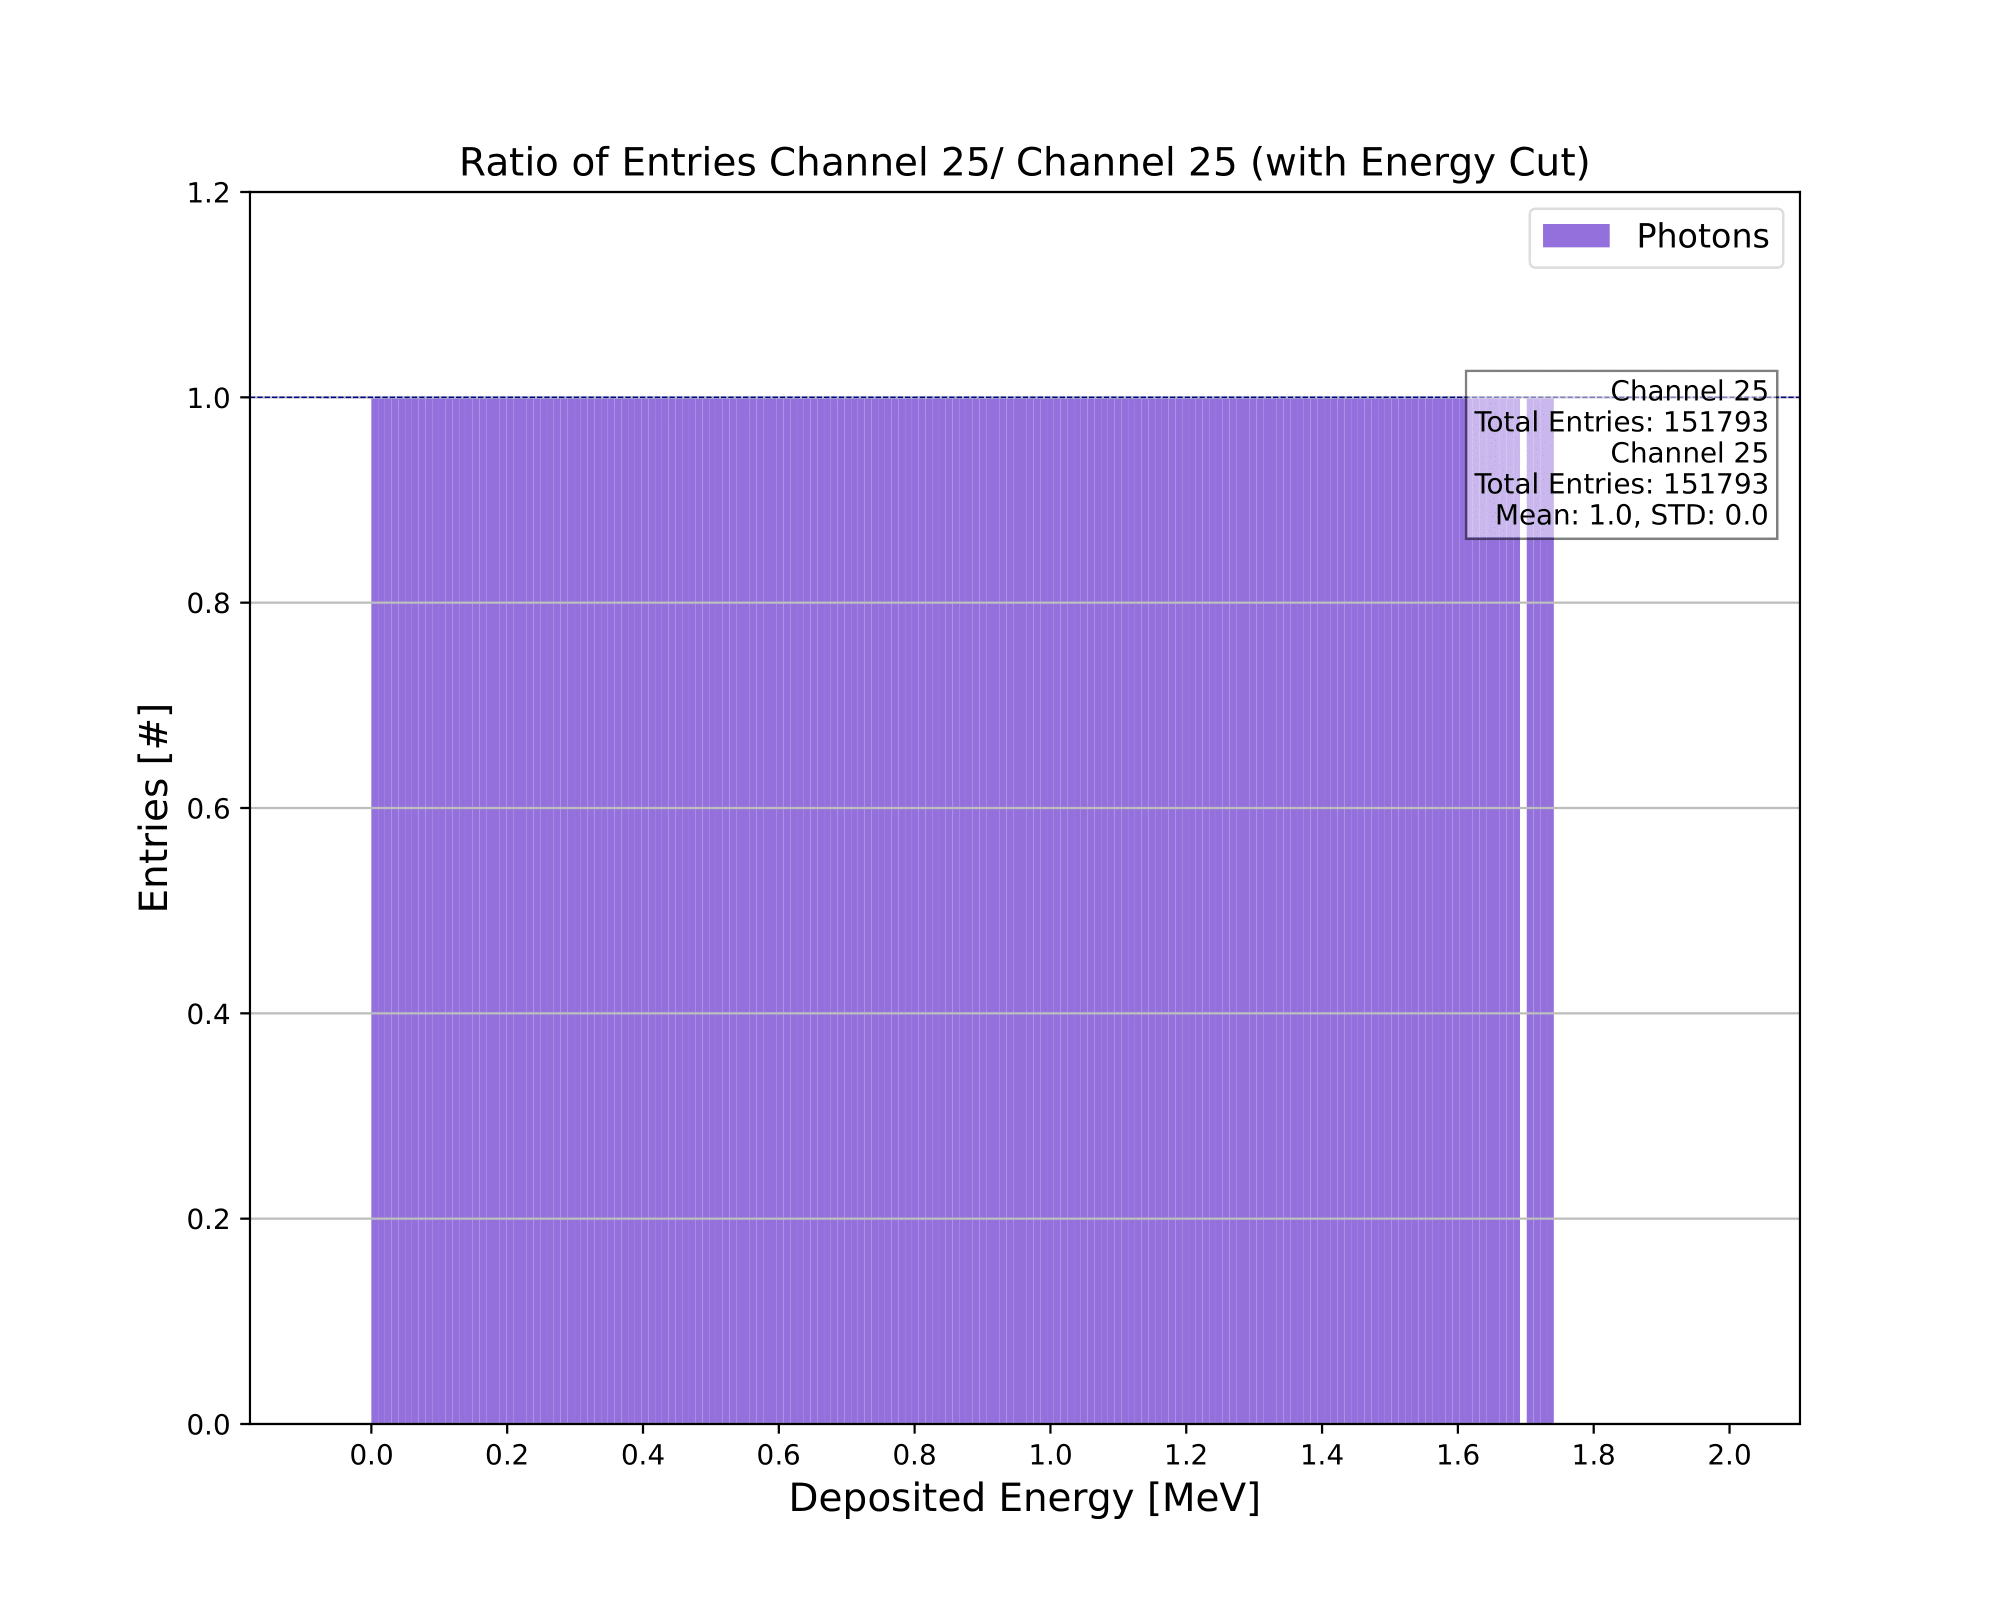 Ratio of Entries Channel 25/ Channel 25 (with Energy Cut)
1.2
Photons
1.0
Channel 25
Total Entries: 151793
Channel 25
Total Entries: 151793
Mean: 1.0, STD: 0.0
0.8
0.6
0.4
0.2
0.0
Entries [#]
0.0 0.2 0.4 0.6 0.8 1.0 1.2 1.4 1.6 1.8 2.0
Deposited Energy [MeV]